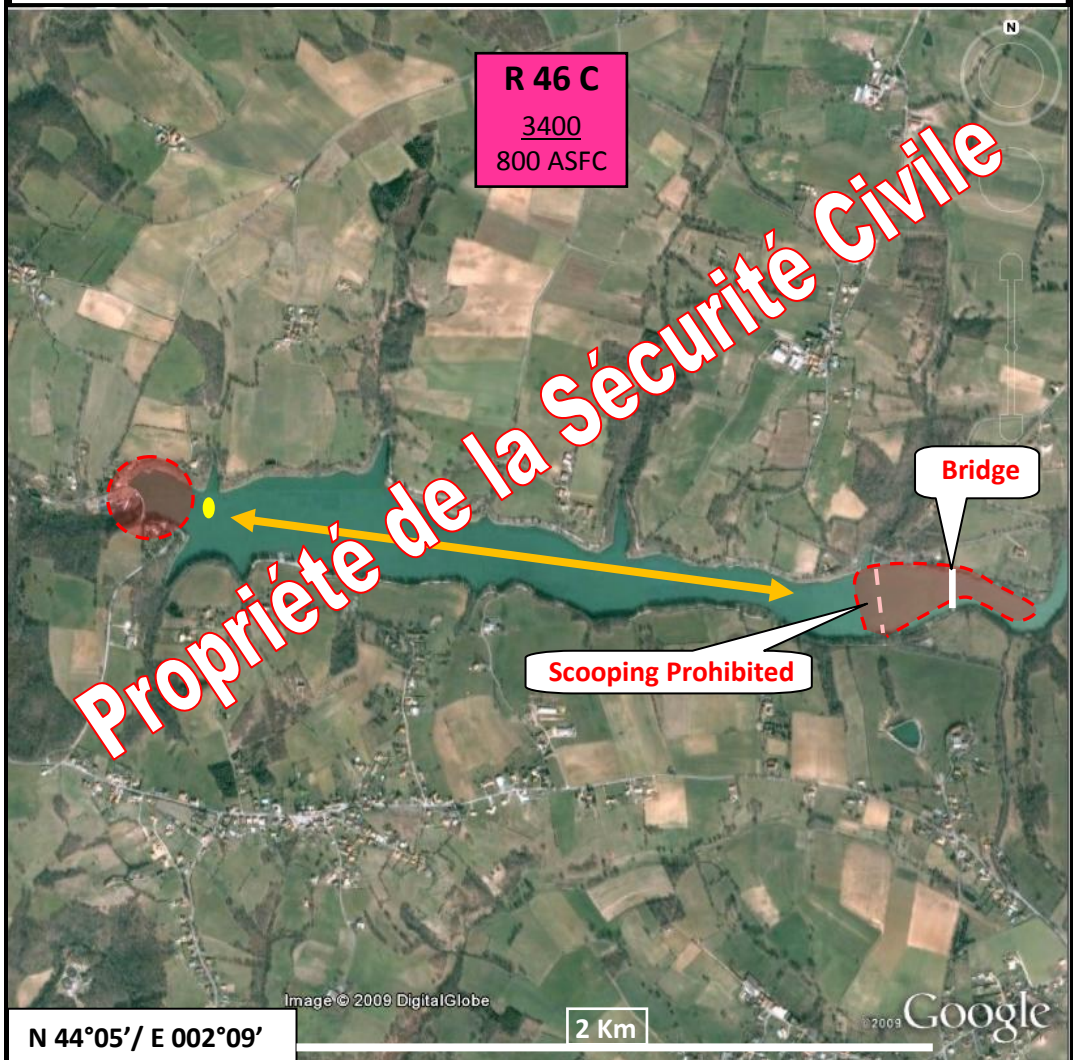 N
R 46 C
3400
800 ASFC
Propriété de la Sécurité Civile
Bridge
Scooping Prohibited
Image © 2009 DigitalGlobe
2 Km
©2009 Google
N 44°05’/ E 002°09’